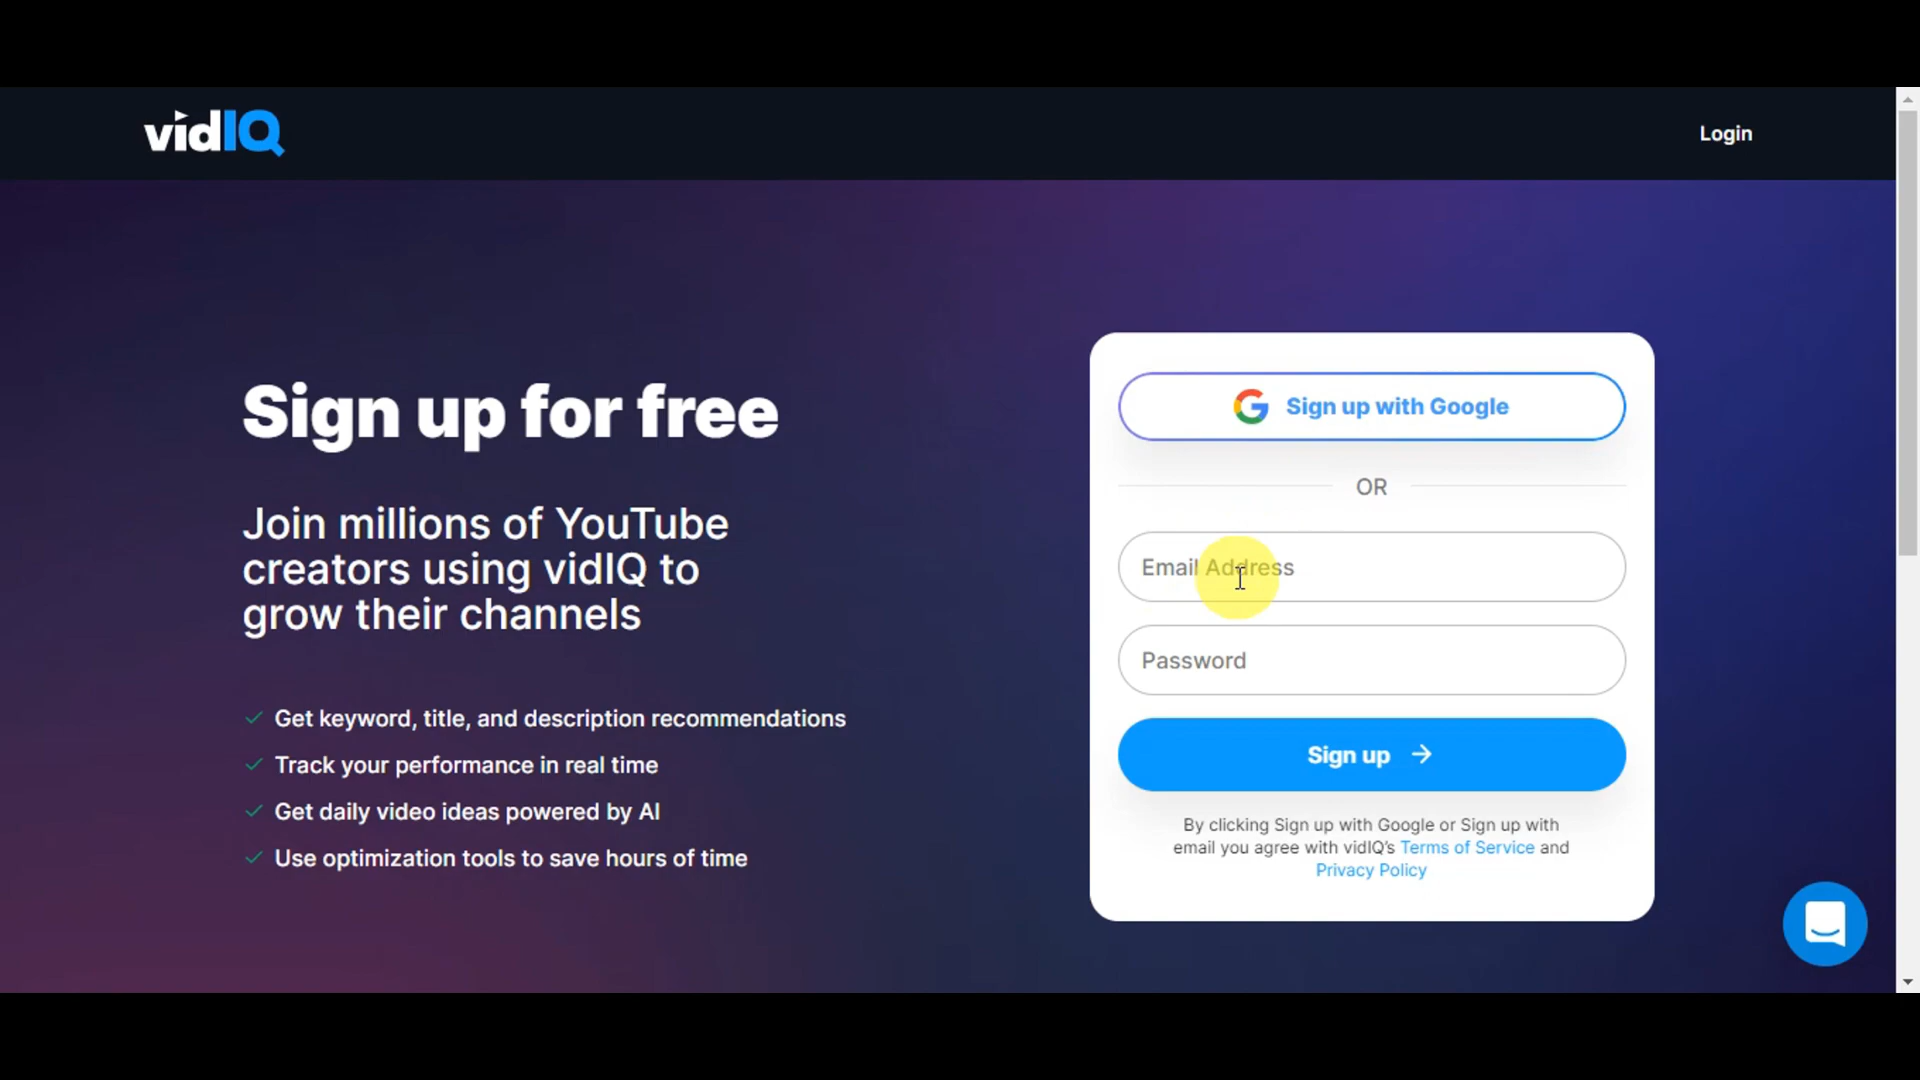 vidIQ
Login
Sign up for free
Join millions of YouTube
creators using vidIQ to
grow their channels
Get keyword, title, and description recommendations
Track your performance in real time
Get daily video ideas powered by AI
Use optimization tools to save hours of time
Sign up with Google
OR
Email Address
Password
Sign up →
By clicking Sign up with Google or Sign up with
email you agree with vidIQ's Terms of Service and
Privacy Policy